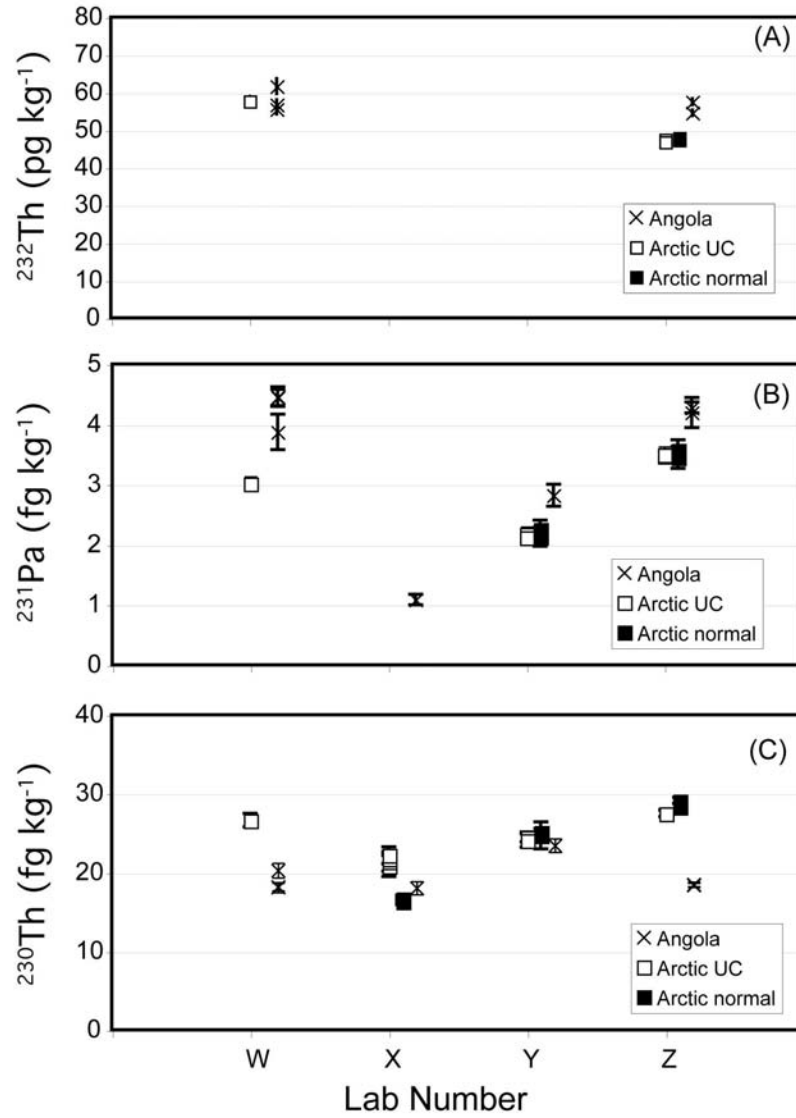 (A)
80
70
60
50
40
30
20
10
0
²³²Th (pg kg⁻¹)
Angola
Arctic UC
Arctic normal
(B)
5
4
3
2
1
0
²³¹Pa (fg kg⁻¹)
Angola
Arctic UC
Arctic normal
(C)
40
30
20
10
0
²³⁰Th (fg kg⁻¹)
Angola
Arctic UC
Arctic normal
W X Y Z
Lab Number